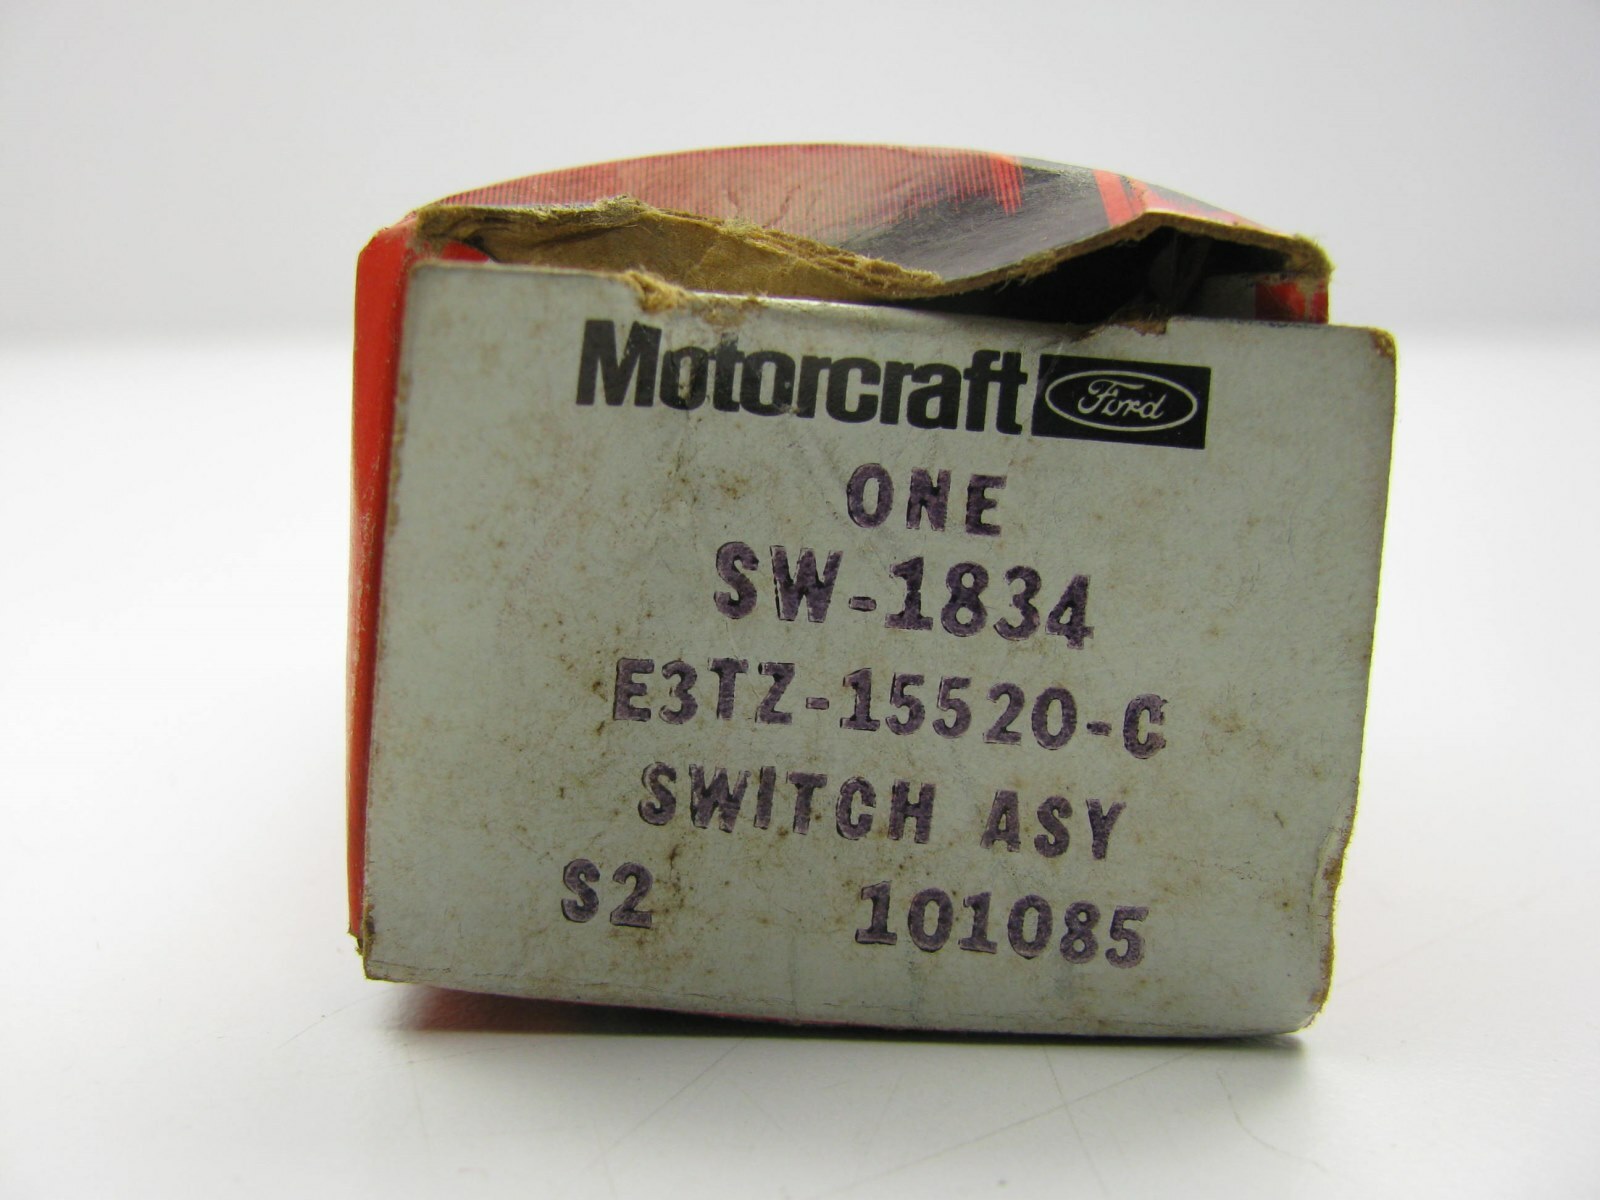 Motorcraft Ford
ONE
SW-1834
E3TZ-15520-C
SWITCH ASY
S2 101085